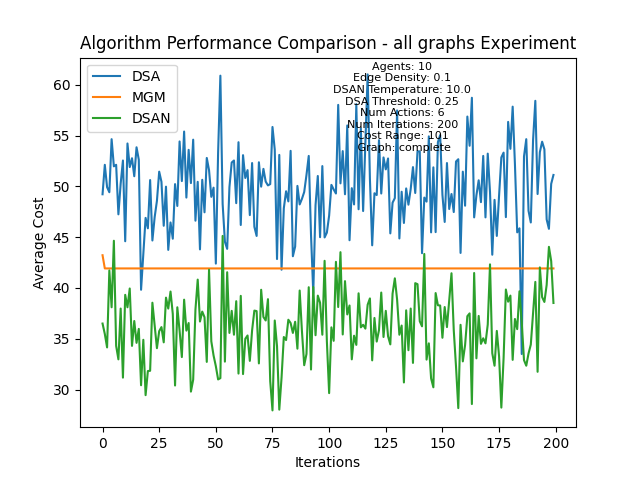 Algorithm Performance Comparison - all graphs Experiment
DSA
MGM
DSAN
Agents: 10
Edge Density: 0.1
DSAN Temperature: 10.0
DSA Threshold: 0.25
Num Actions: 6
Num Iterations: 200
Cost Range: 101
Graph: complete
Average Cost
60
55
50
45
40
35
30
0
25
50
75
100
125
150
175
200
Iterations